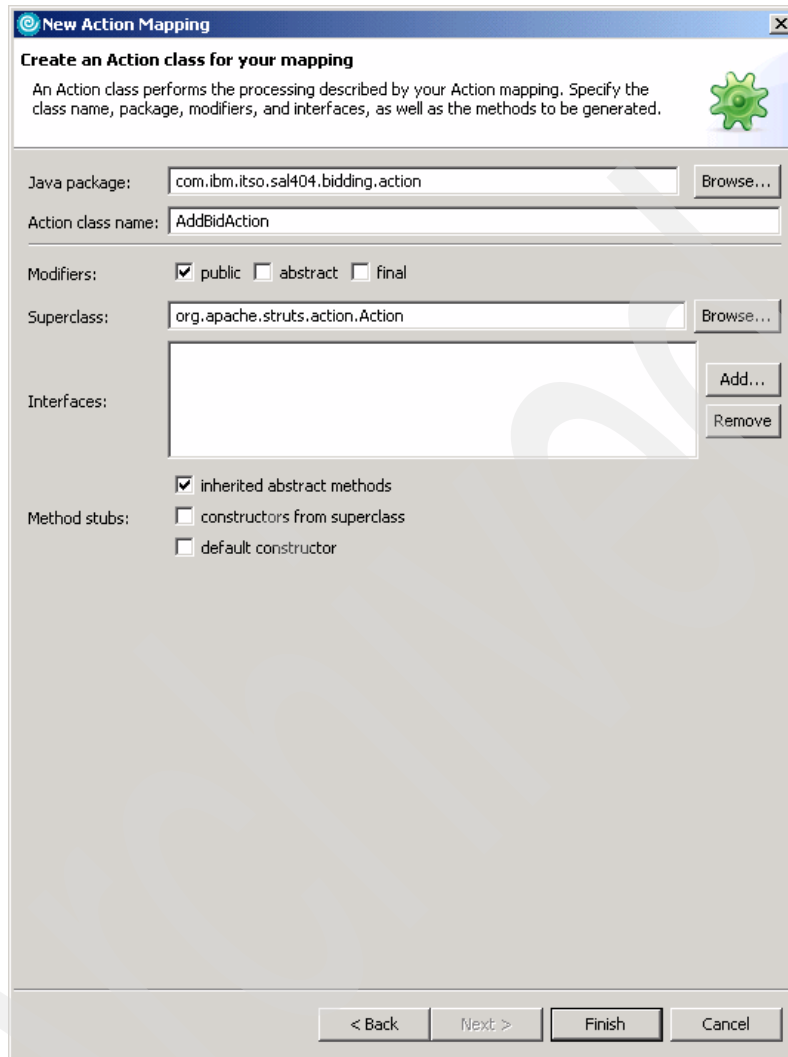 New Action Mapping
Create an Action class for your mapping
An Action class performs the processing described by your Action mapping. Specify the
class name, package, modifiers, and interfaces, as well as the methods to be generated.
Java package: com.ibm.itso.sal404.bidding.action Browse...
Action class name: AddBidAction
Modifiers: public abstract final
Superclass: org.apache.struts.action.Action Browse...
Interfaces:
Add...
Remove
inherited abstract methods
Method stubs: constructors from superclass
default constructor
< Back Next > Finish Cancel